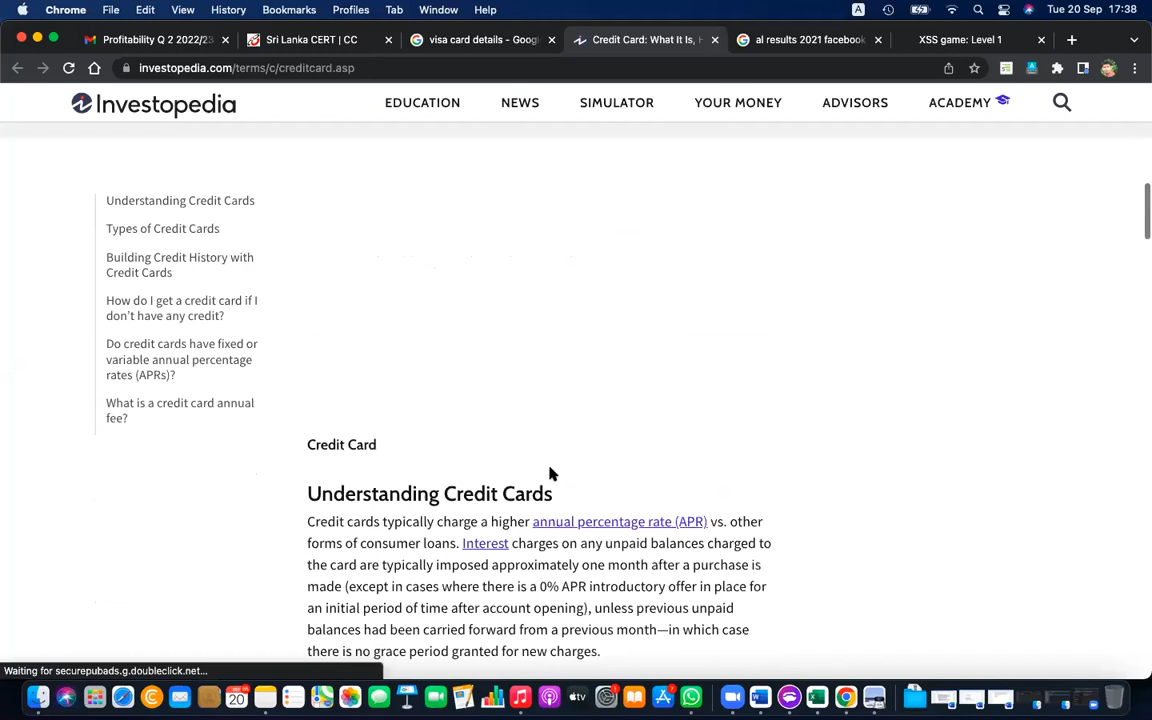 Chrome File Edit View History Bookmarks Profiles Tab Window Help A Tue 20 Sep 17:38
Profitability Q 2 2022/23 Sri Lanka CERT | CC visa card details - Goog Credit Card: What It Is, H al results 2021 facebook XSS game: Level 1
investopedia.com/terms/c/creditcard.asp
Investopedia EDUCATION NEWS SIMULATOR YOUR MONEY ADVISORS ACADEMY
Understanding Credit Cards
Types of Credit Cards
Building Credit History with
Credit Cards
How do I get a credit card if I
don't have any credit?
Do credit cards have fixed or
variable annual percentage
rates (APRs)?
What is a credit card annual
fee?
Credit Card
Understanding Credit Cards
Credit cards typically charge a higher annual percentage rate (APR) vs. other
forms of consumer loans. Interest charges on any unpaid balances charged to
the card are typically imposed approximately one month after a purchase is
made (except in cases where there is a 0% APR introductory offer in place for
an initial period of time after account opening), unless previous unpaid
balances had been carried forward from a previous month—in which case
there is no grace period granted for new charges.
Waiting for securepubads.g.doubleclick.net...
20
tv